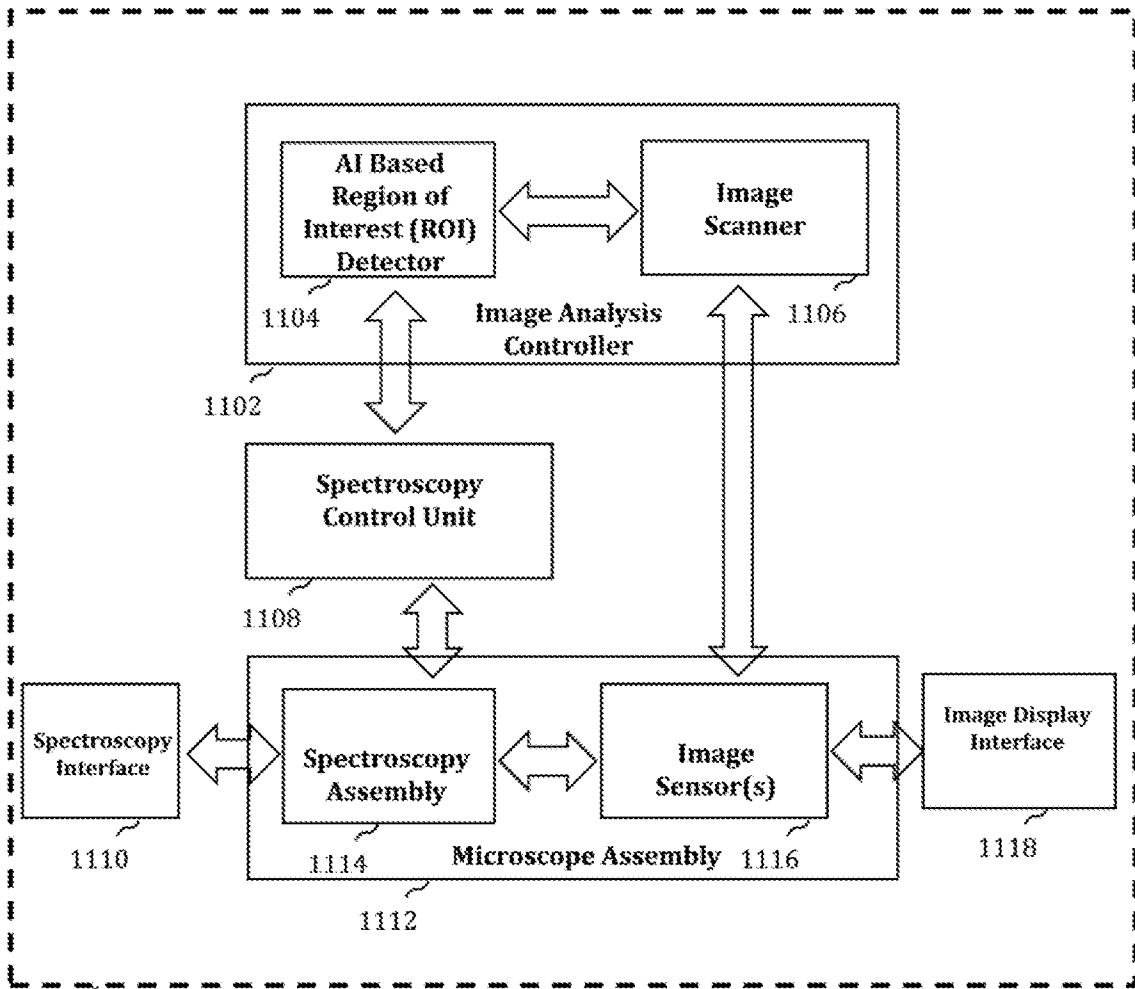 AI Based
Region of
Interest (ROI)
Detector
1104
Image
Scanner
1106
Image Analysis
Controller
1102
Spectroscopy
Control Unit
1108
Spectroscopy
Interface
1110
Spectroscopy
Assembly
1114
Image
Sensor(s)
1116
Microscope Assembly
1112
Image Display
Interface
1118